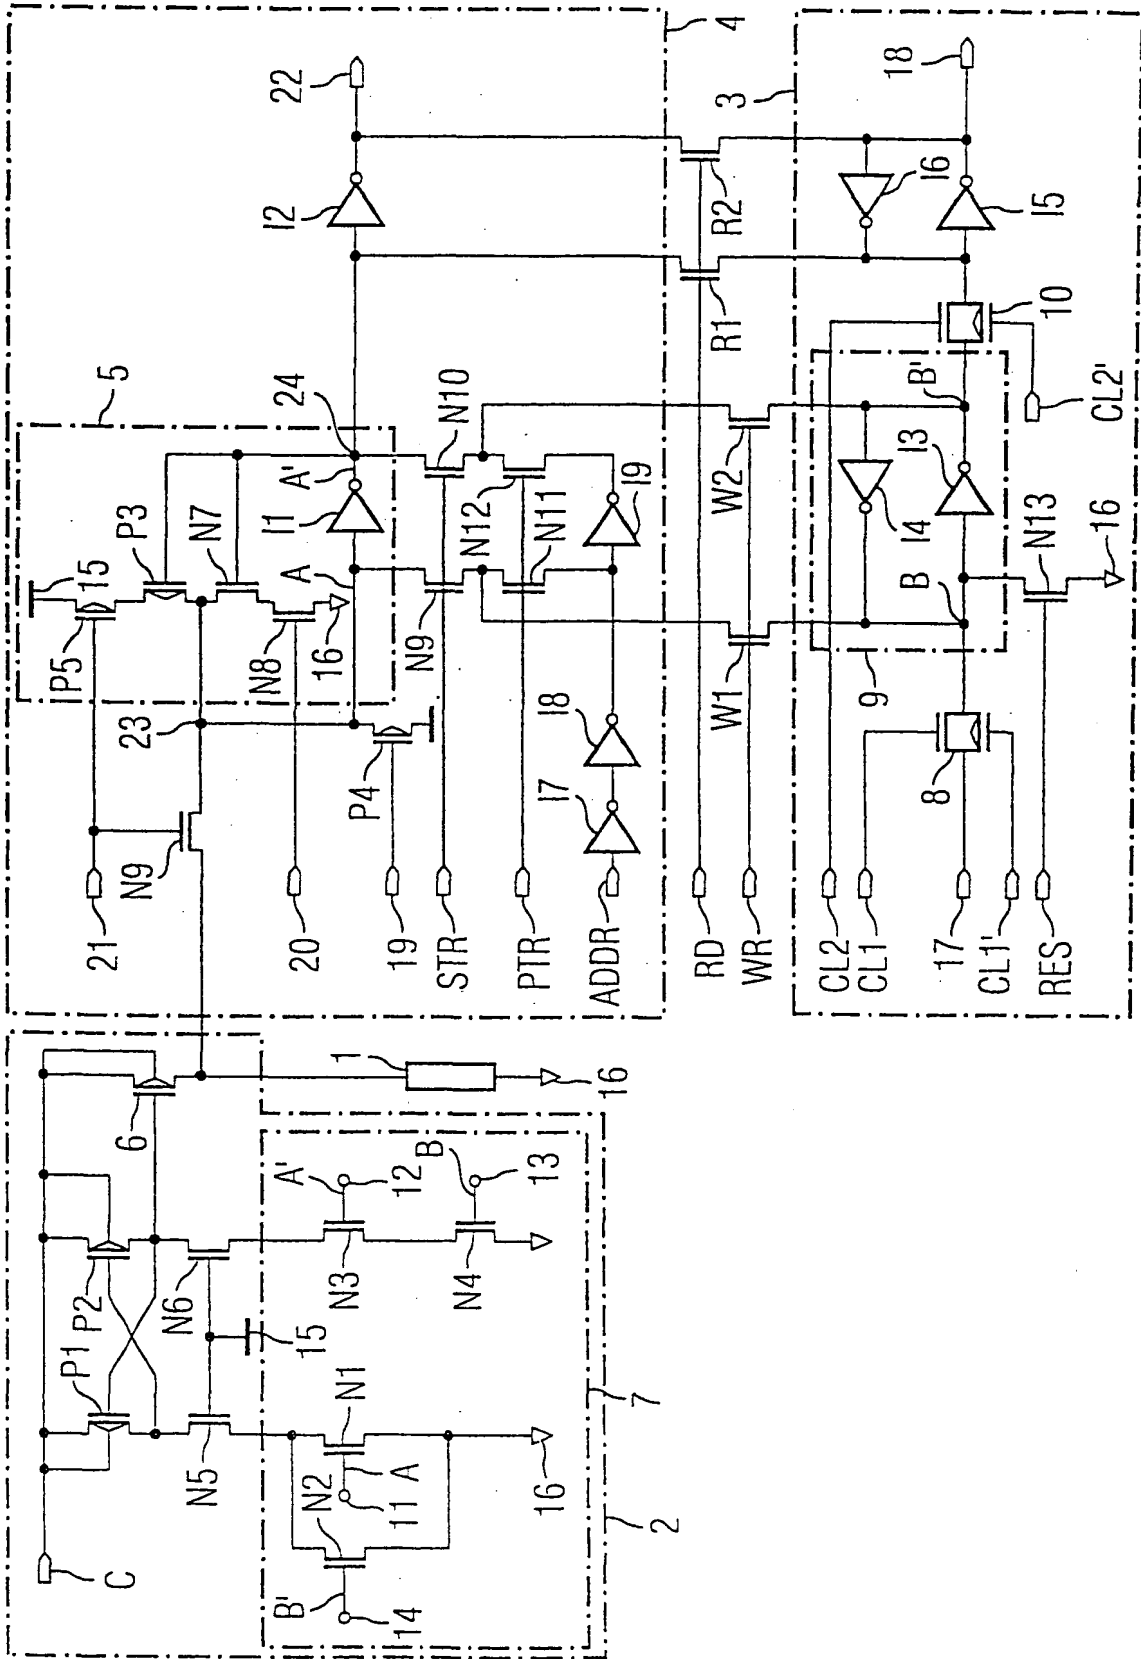 C
P1
P2
6
N5
N6
15
N2
N1
11
A
B'
14
16
N3
A'
12
N4
B
13
7
2
1
16
21
N9
20
19
STR
PTR
ADDR
P5
15
P3
N7
N8
16
23
P4
5
A
I1
A'
24
N9
N10
N12
N11
I7
I8
I9
I2
22
4
RD
WR
R1
R2
W1
W2
3
CL2
CL1
17
CL1'
RES
8
9
B
I4
I3
B'
N13
16
10
CL2'
I6
I5
18